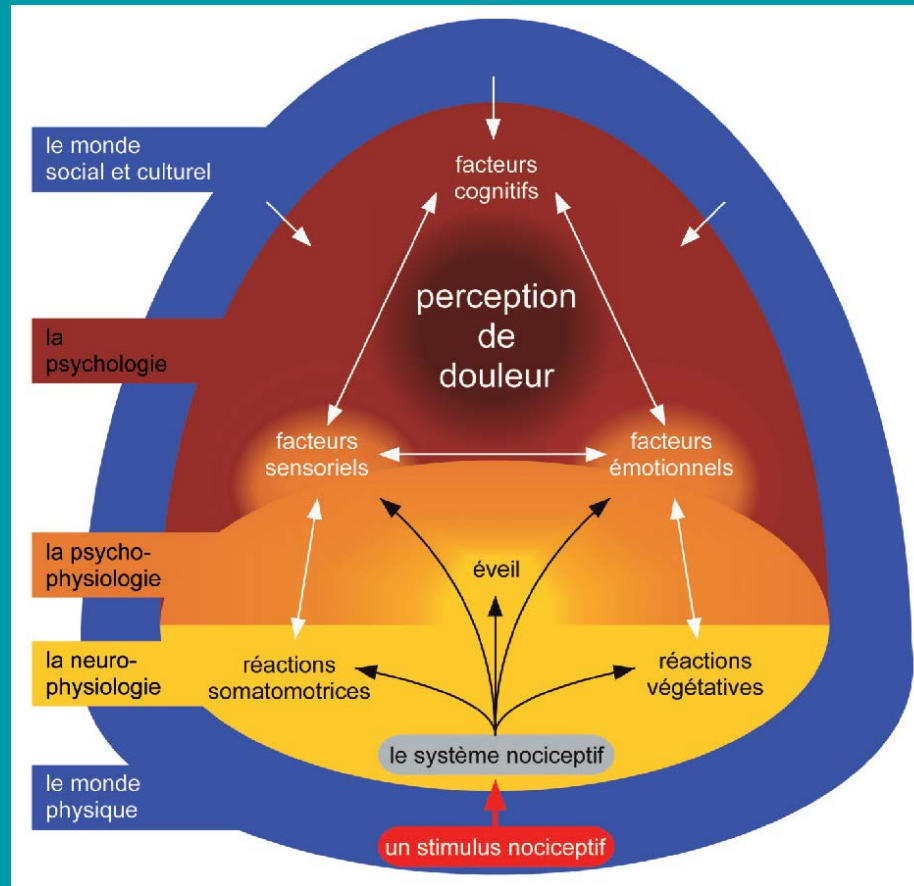 le monde
social et culturel
facteurs
cognitifs
perception
de
douleur
la
psychologie
facteurs
sensoriels
facteurs
émotionnels
la psycho-
physiologie
éveil
la neuro-
physiologie
réactions
somatomotrices
réactions
végétatives
le système nociceptif
le monde
physique
un stimulus nociceptif